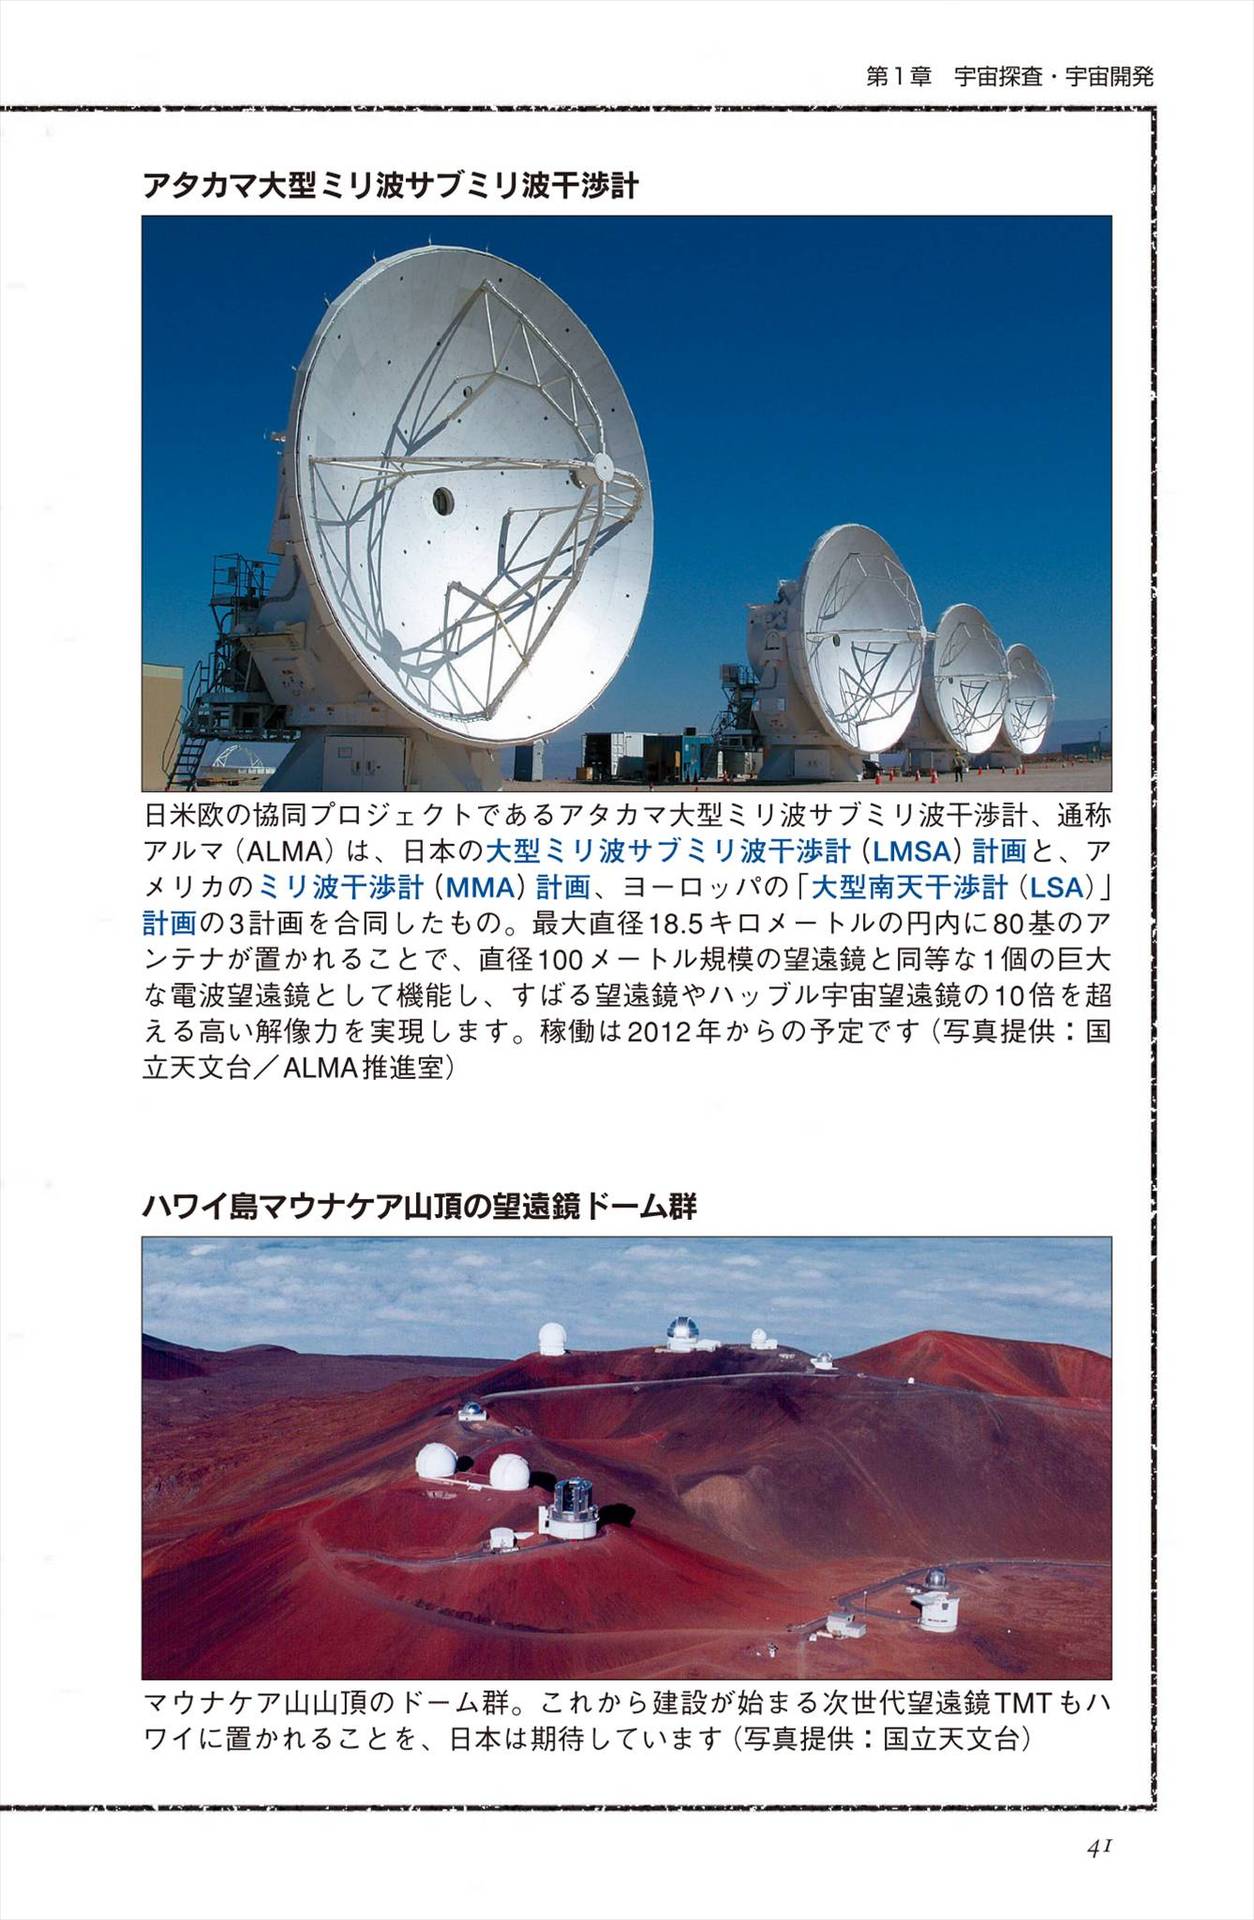 第1章　宇宙探査・宇宙開発
アタカマ大型ミリ波サブミリ波干渉計
日米欧の協同プロジェクトであるアタカマ大型ミリ波サブミリ波干渉計、通称
アルマ（ALMA）は、日本の大型ミリ波サブミリ波干渉計（LMSA）計画と、ア
メリカのミリ波干渉計（MMA）計画、ヨーロッパの「大型南天干渉計（LSA）」
計画の3計画を合同したもの。最大直径18.5キロメートルの円内に80基のア
ンテナが置かれることで、直径100メートル規模の望遠鏡と同等な1個の巨大
な電波望遠鏡として機能し、すばる望遠鏡やハッブル宇宙望遠鏡の10倍を超
える高い解像力を実現します。稼働は2012年からの予定です（写真提供：国
立天文台／ALMA推進室）
ハワイ島マウナケア山頂の望遠鏡ドーム群
マウナケア山山頂のドーム群。これから建設が始まる次世代望遠鏡TMTもハ
ワイに置かれることを、日本は期待しています（写真提供：国立天文台）
41